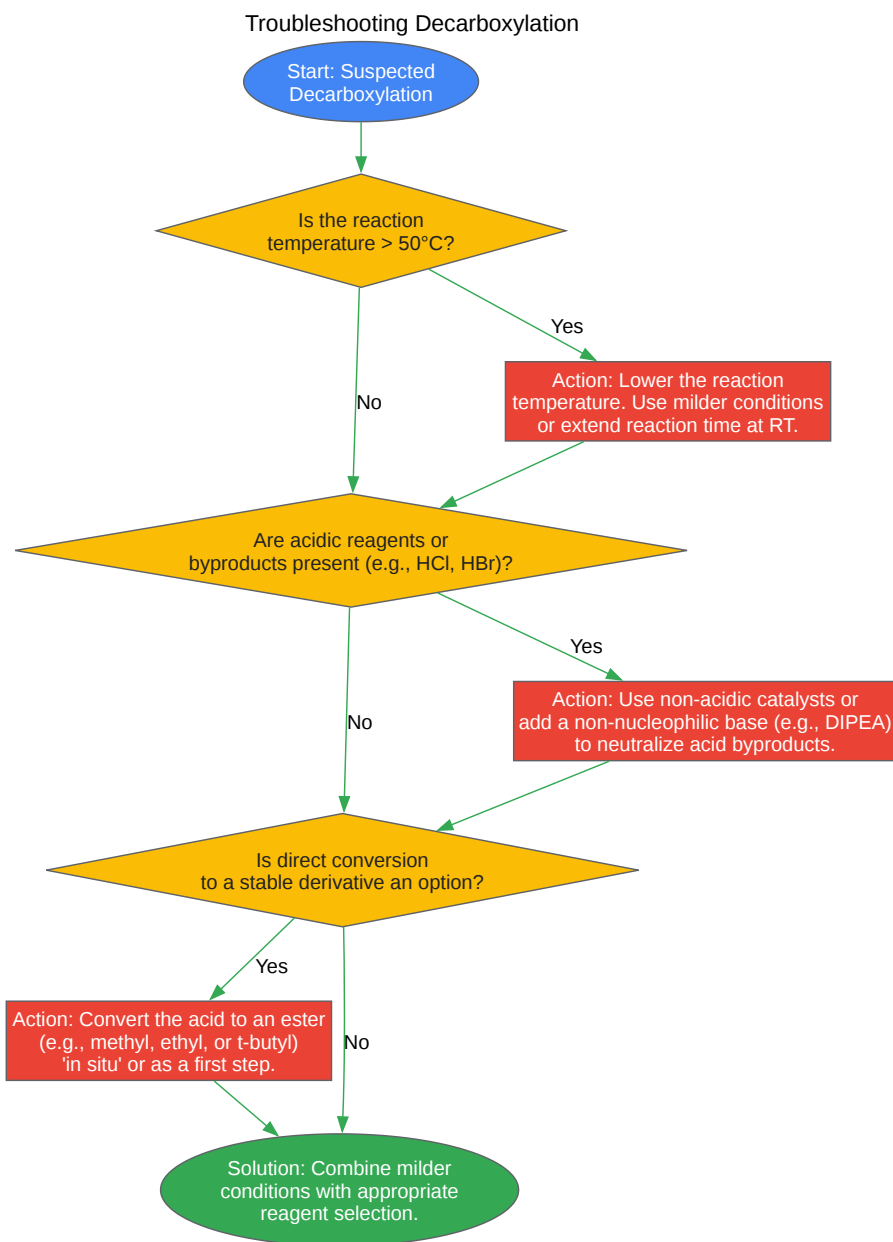 Troubleshooting Decarboxylation
Start: Suspected
Decarboxylation
Is the reaction
temperature > 50°C?
Yes
No
Action: Lower the reaction
temperature. Use milder conditions
or extend reaction time at RT.
Are acidic reagents or
byproducts present (e.g., HCl, HBr)?
Yes
No
Action: Use non-acidic catalysts or
add a non-nucleophilic base (e.g., DIPEA)
to neutralize acid byproducts.
Is direct conversion
to a stable derivative an option?
Yes
No
Action: Convert the acid to an ester
(e.g., methyl, ethyl, or t-butyl)
'in situ' or as a first step.
Solution: Combine milder
conditions with appropriate
reagent selection.